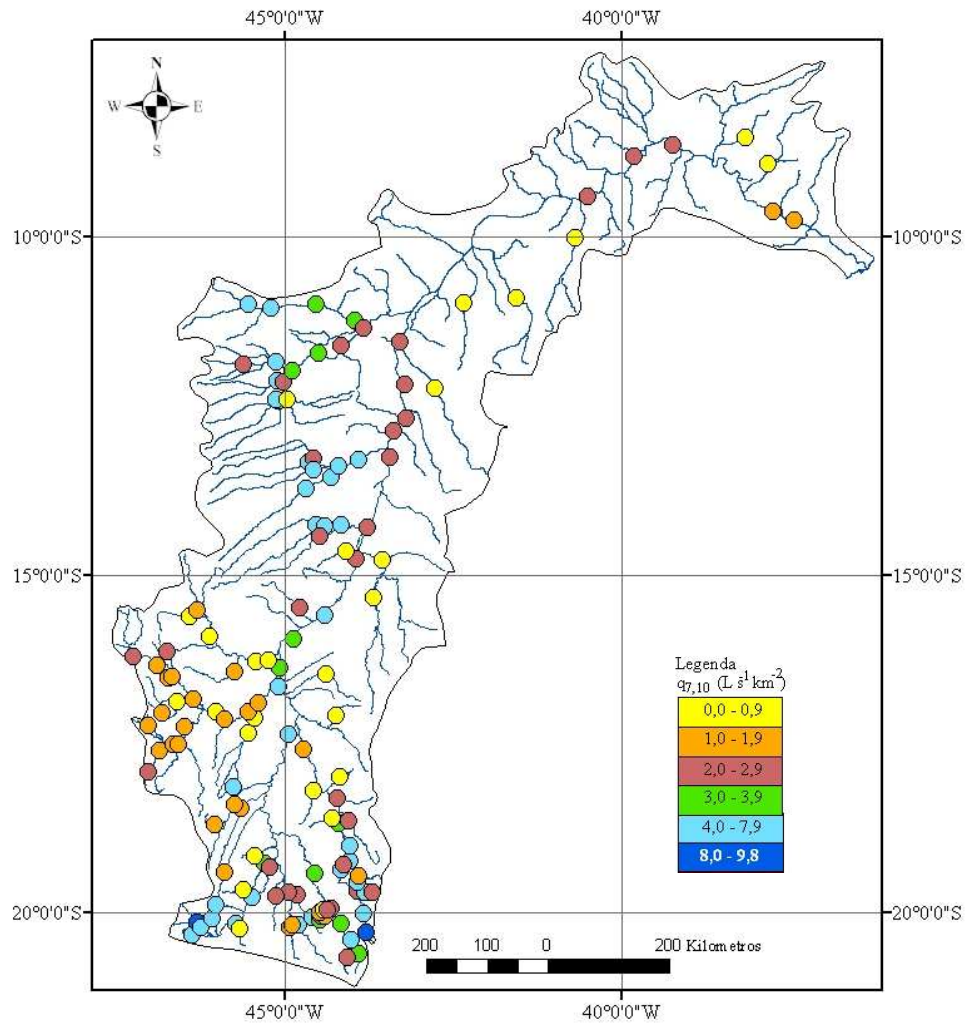 45°0'0"W 40°0'0"W
N
W E
S
10°0'0"S 10°0'0"S
15°0'0"S 15°0'0"S
Legenda
q7,10 (L s¹ km⁻²)
0,0 - 0,9
1,0 - 1,9
2,0 - 2,9
3,0 - 3,9
4,0 - 7,9
8,0 - 9,8
20°0'0"S 20°0'0"S
200 100 0 200 Kilometros
45°0'0"W 40°0'0"W